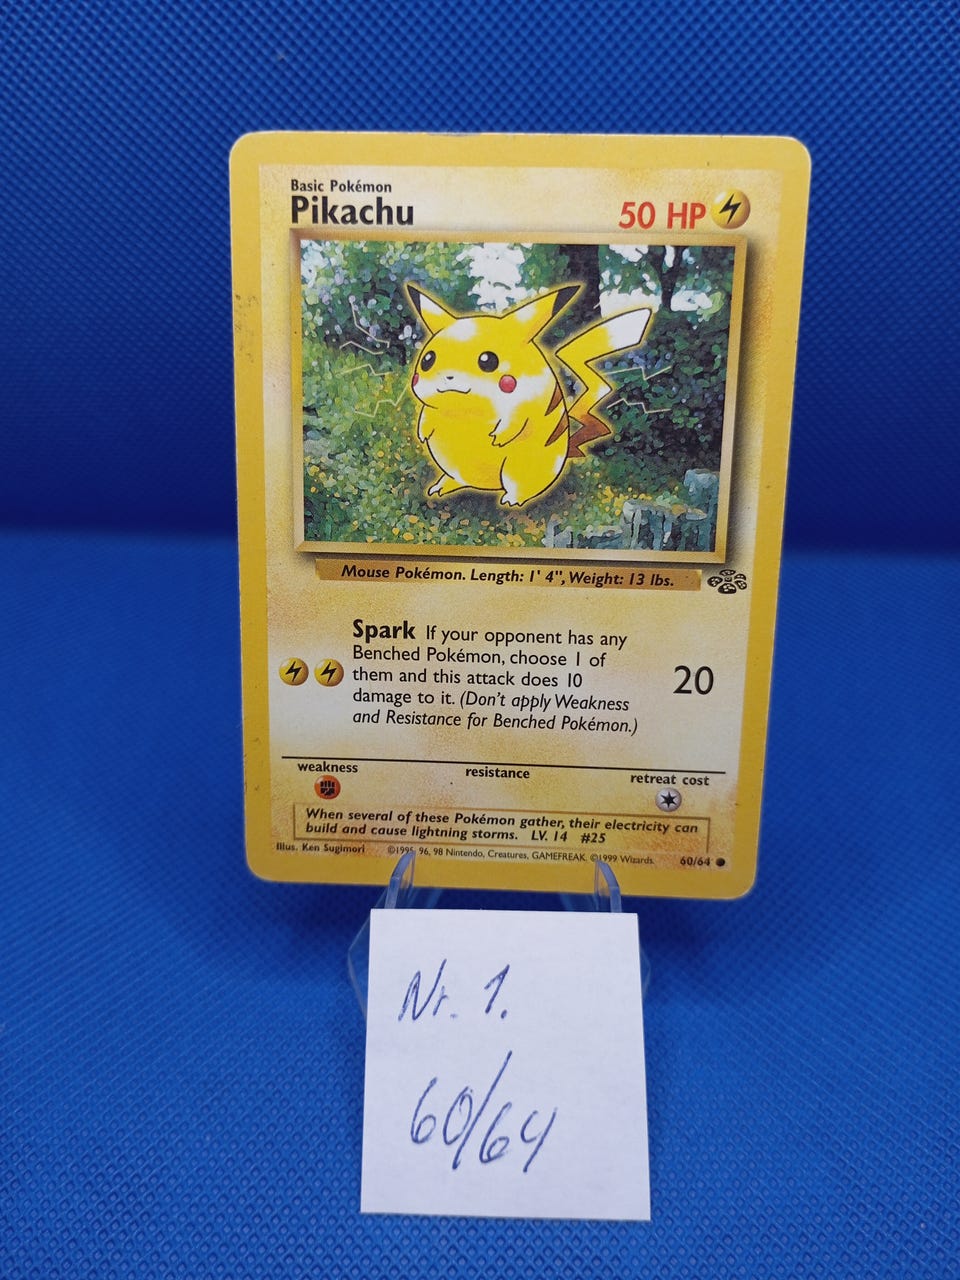 Basic Pokémon
Pikachu
50 HP
Mouse Pokémon. Length: 1' 4", Weight: 13 lbs.
Spark If your opponent has any
Benched Pokémon, choose 1 of
them and this attack does 10
damage to it. (Don't apply Weakness
and Resistance for Benched Pokémon.)
20
weakness
resistance
retreat cost
When several of these Pokémon gather, their electricity can
build and cause lightning storms. LV. 14 #25
Illus. Ken Sugimori
©1995, 96, 98 Nintendo, Creatures, GAMEFREAK. ©1999 Wizards.
60/64
Nr. 1.
60/64